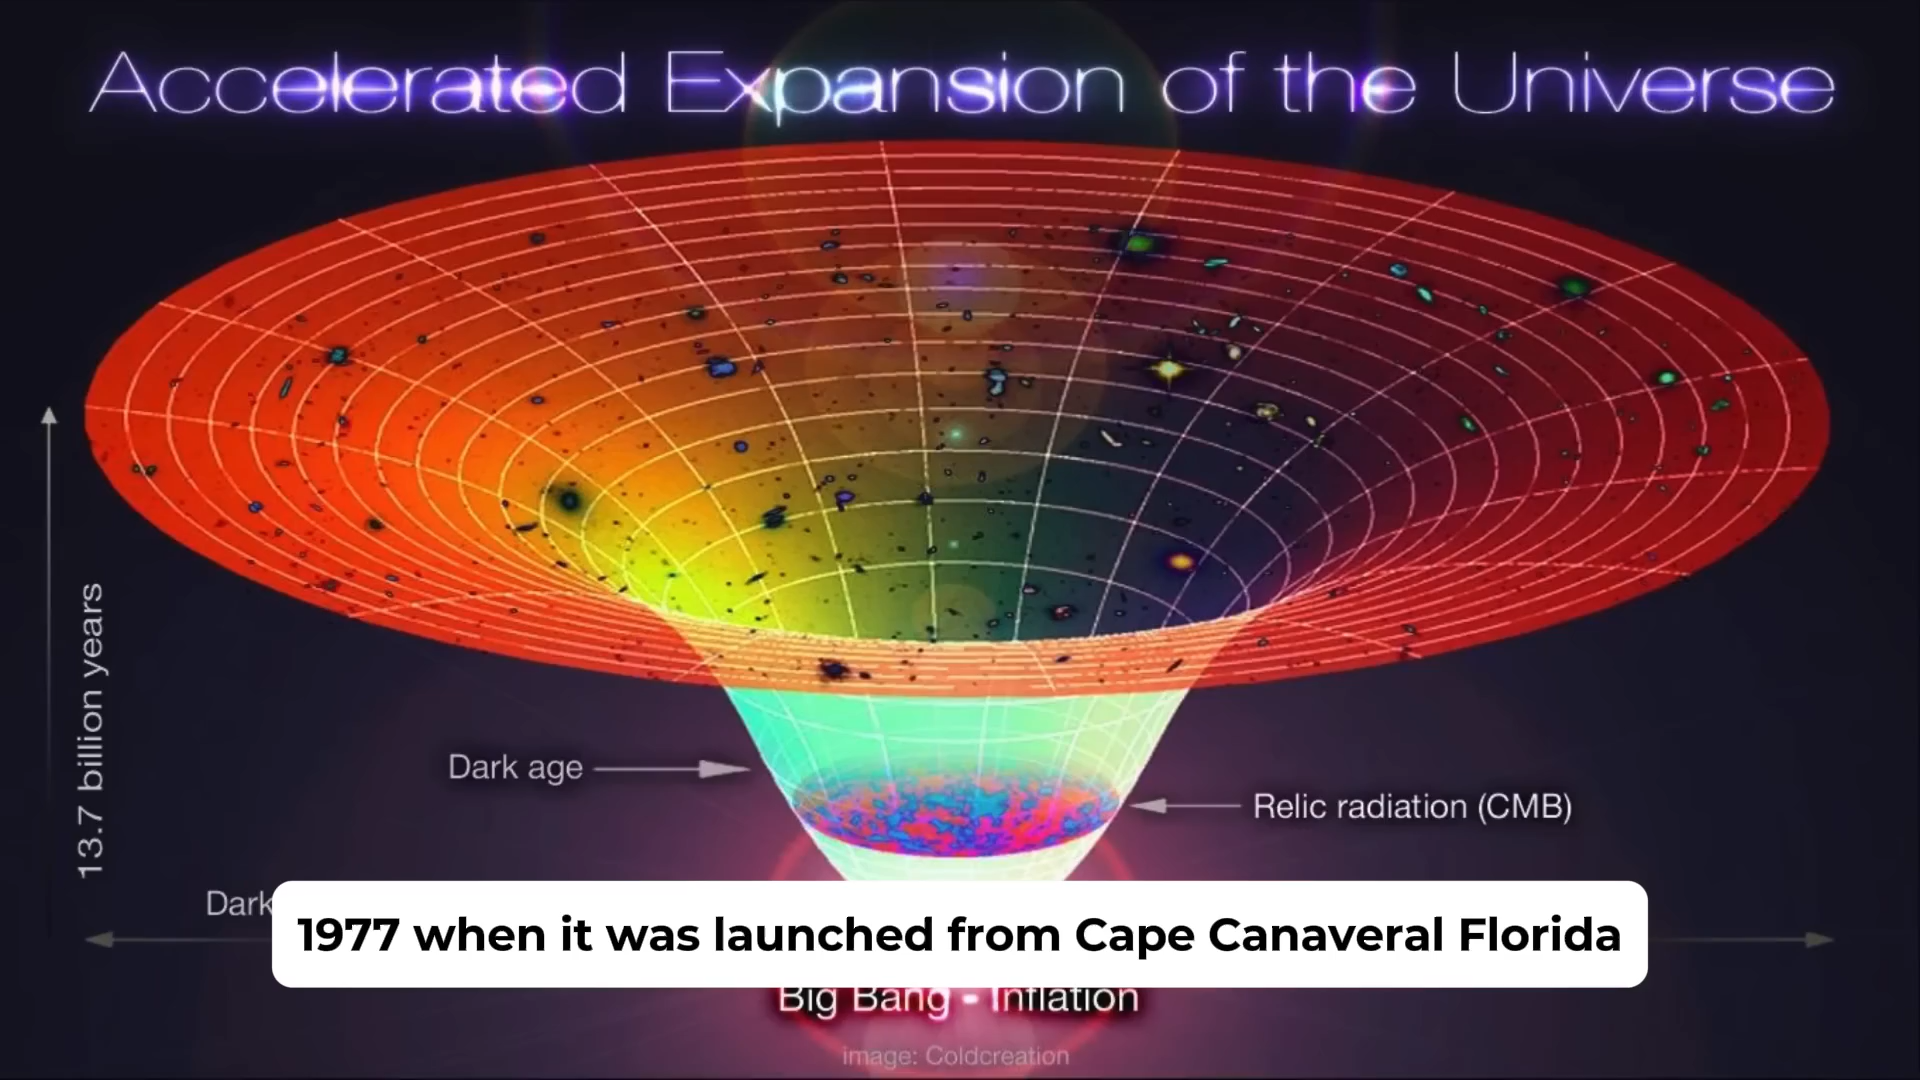 Accelerated Expansion of the Universe
13.7 billion years
Dark age
Relic radiation (CMB)
Dark
1977 when it was launched from Cape Canaveral Florida
Big Bang - Inflation
image: Coldcreation